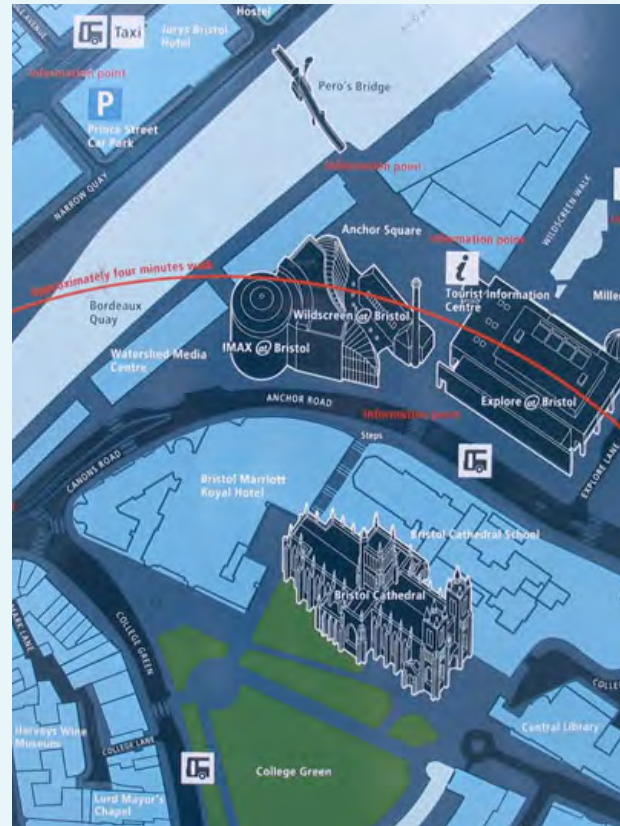 Hostel
Taxi
Jurys Bristol
Hotel
Information point
P
Prince Street
Car Park
NARROW QUAY
Pero's Bridge
Information point
WILDSCREEN WALK
Anchor Square
Information point
i
Tourist Information
Centre
Approximately four minutes walk
Bordeaux
Quay
Wildscreen @ Bristol
IMAX @ Bristol
Watershed Media
Centre
Explore @ Bristol
ANCHOR ROAD
Information point
EXPLORE LANE
Steps
CANONS ROAD
Bristol Marriott
Royal Hotel
Bristol Cathedral School
Bristol Cathedral
MARK LANE
COLLEGE GREEN
Harveys Wine
Museum
COLLEGE LANE
Central Library
College Green
Lord Mayor's
Chapel